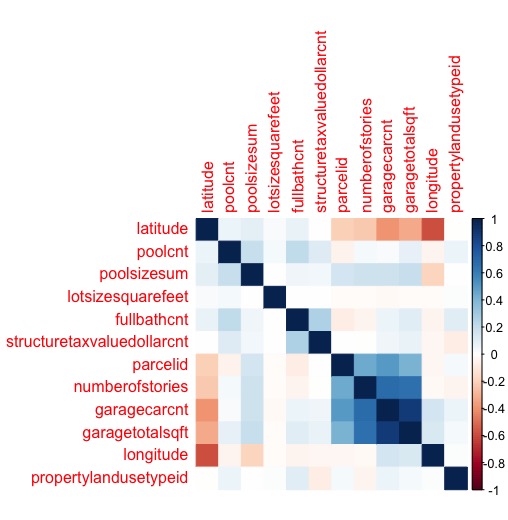 latitude
poolcnt
poolsizesum
lotsizesquarefeet
fullbathcnt
structuretaxvaluedollarcnt
parcelid
numberofstories
garagecarcnt
garagetotalsqft
longitude
propertylandusetypeid
latitude
poolcnt
poolsizesum
lotsizesquarefeet
fullbathcnt
structuretaxvaluedollarcnt
parcelid
numberofstories
garagecarcnt
garagetotalsqft
longitude
propertylandusetypeid
1
0.8
0.6
0.4
0.2
0
-0.2
-0.4
-0.6
-0.8
-1